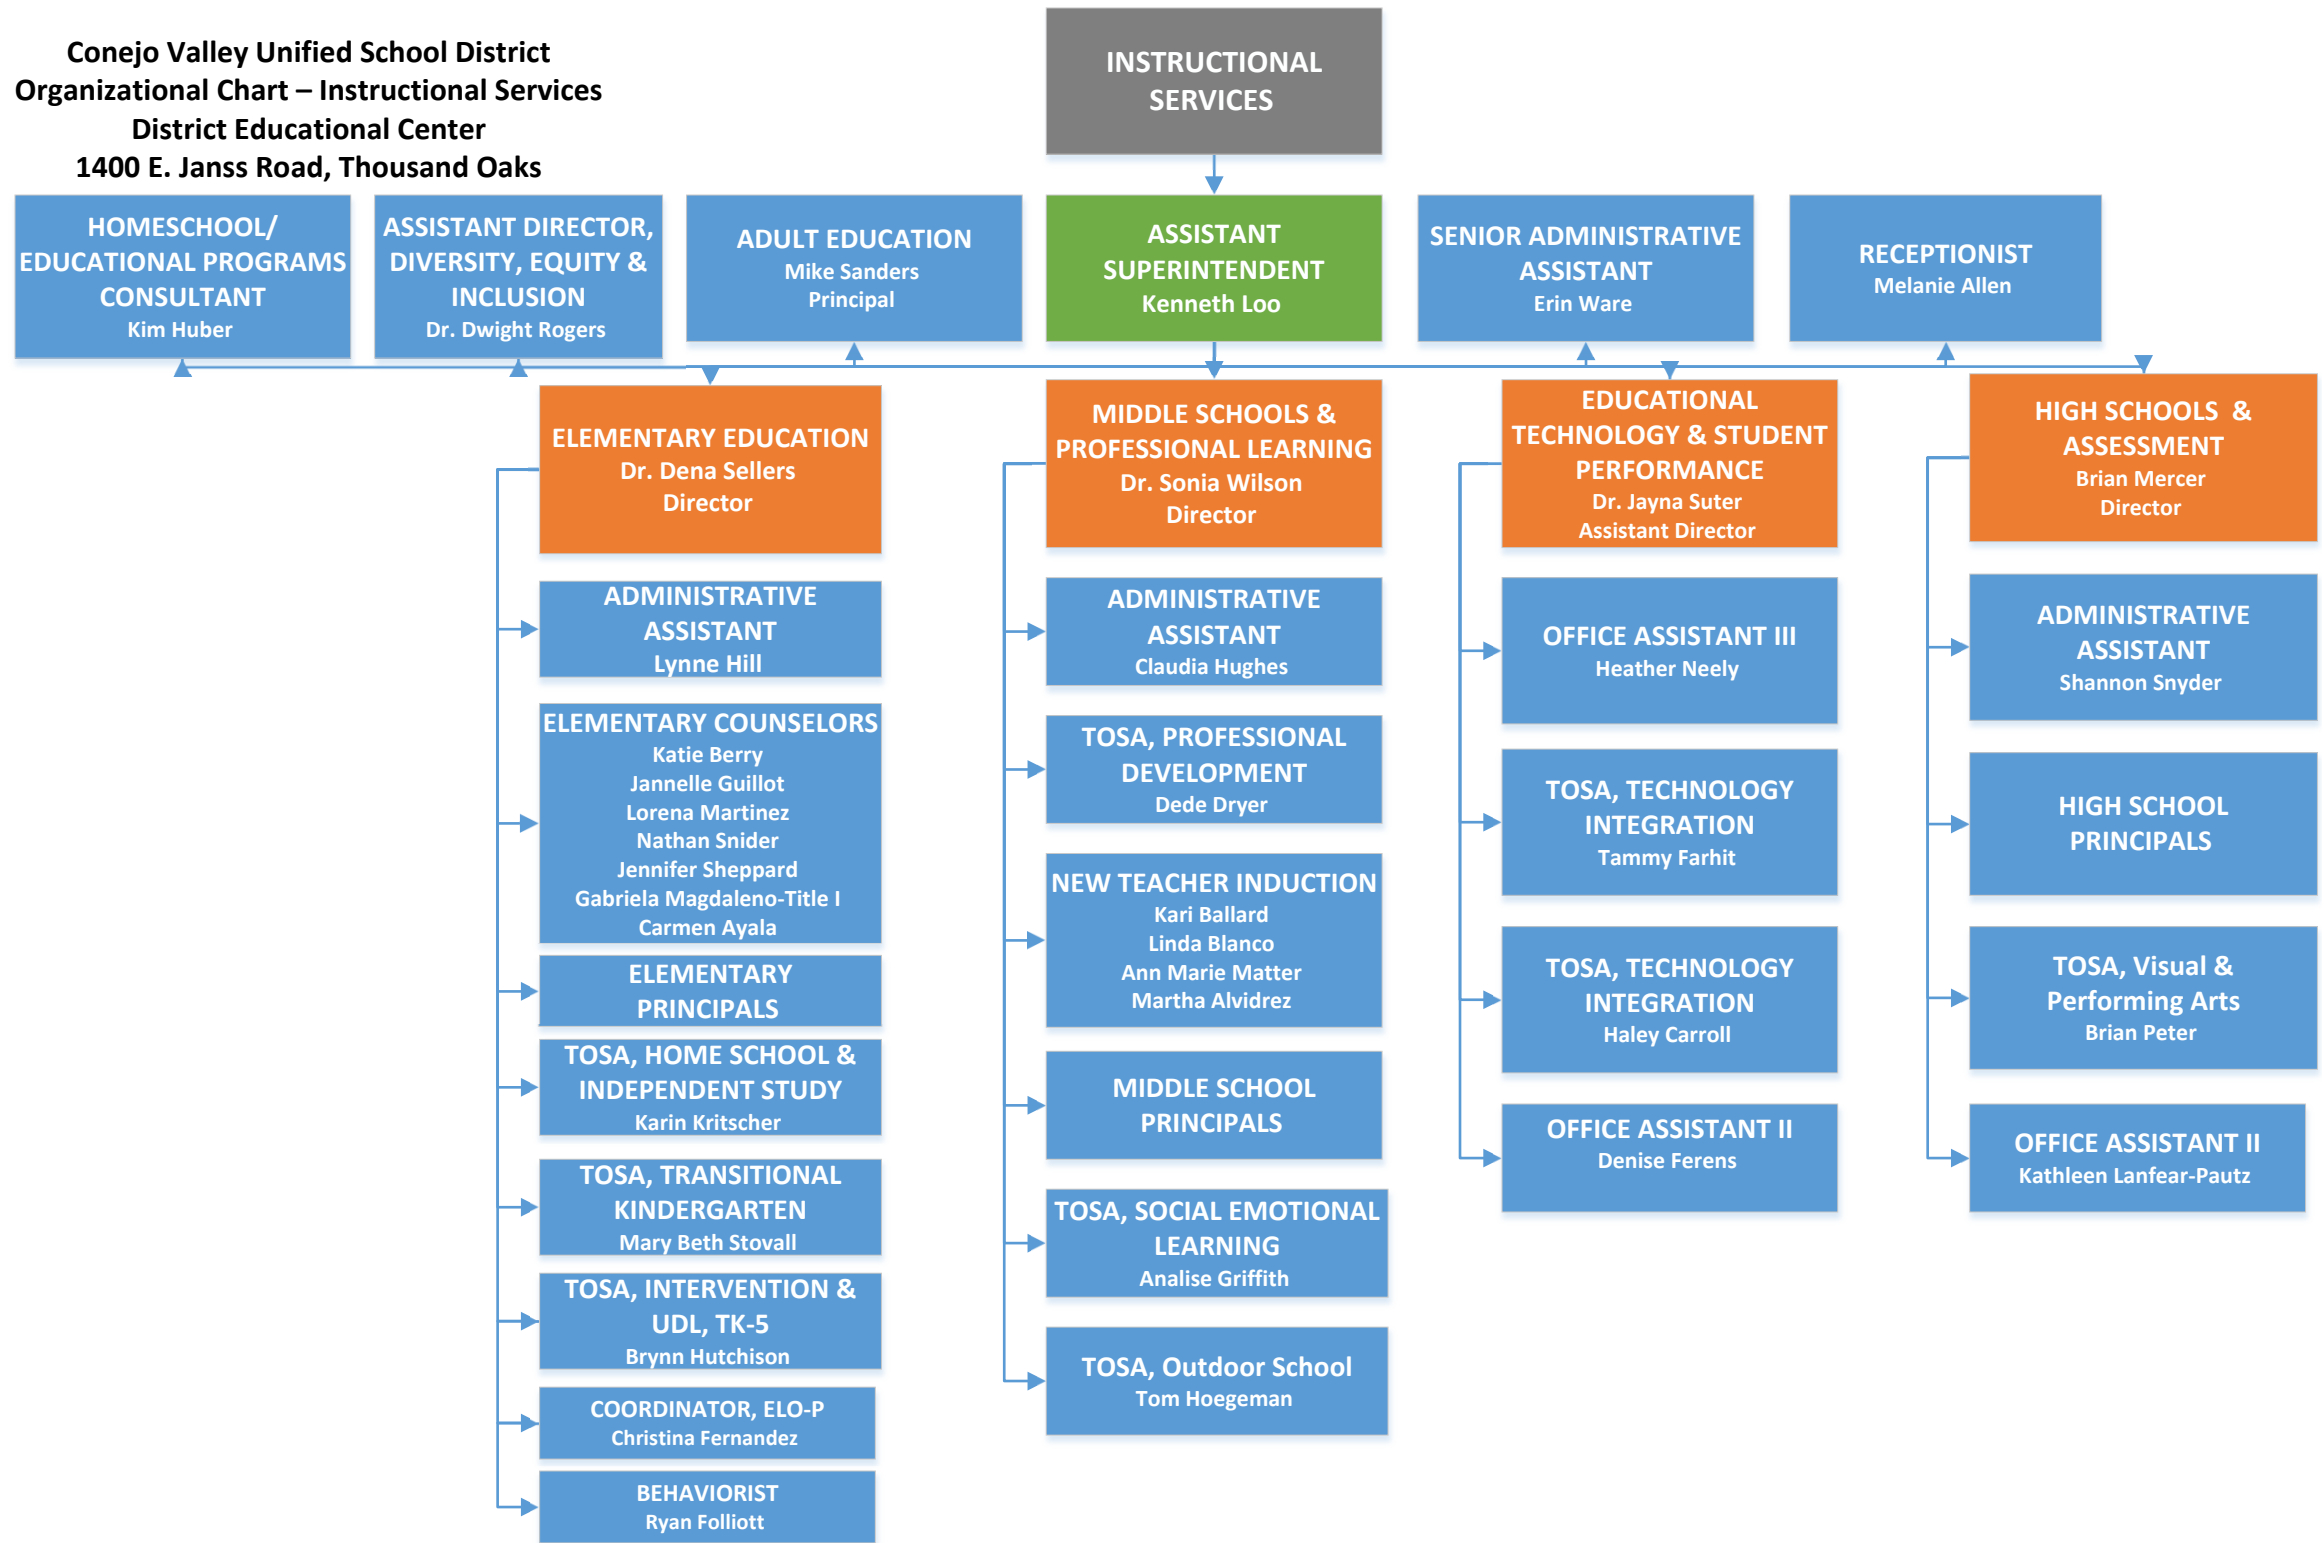 Conejo Valley Unified School District
Organizational Chart – Instructional Services
District Educational Center
1400 E. Janss Road, Thousand Oaks
INSTRUCTIONAL
SERVICES
HOMESCHOOL/
EDUCATIONAL PROGRAMS
CONSULTANT
Kim Huber
ASSISTANT DIRECTOR,
DIVERSITY, EQUITY &
INCLUSION
Dr. Dwight Rogers
ADULT EDUCATION
Mike Sanders
Principal
ASSISTANT
SUPERINTENDENT
Kenneth Loo
SENIOR ADMINISTRATIVE
ASSISTANT
Erin Ware
RECEPTIONIST
Melanie Allen
ELEMENTARY EDUCATION
Dr. Dena Sellers
Director
ADMINISTRATIVE
ASSISTANT
Lynne Hill
ELEMENTARY COUNSELORS
Katie Berry
Jannelle Guillot
Lorena Martinez
Nathan Snider
Jennifer Sheppard
Gabriela Magdaleno-Title I
Carmen Ayala
ELEMENTARY
PRINCIPALS
TOSA, HOME SCHOOL &
INDEPENDENT STUDY
Karin Kritscher
TOSA, TRANSITIONAL
KINDERGARTEN
Mary Beth Stovall
TOSA, INTERVENTION &
UDL, TK-5
Brynn Hutchison
COORDINATOR, ELO-P
Christina Fernandez
BEHAVIORIST
Ryan Folliott
MIDDLE SCHOOLS &
PROFESSIONAL LEARNING
Dr. Sonia Wilson
Director
ADMINISTRATIVE
ASSISTANT
Claudia Hughes
TOSA, PROFESSIONAL
DEVELOPMENT
Dede Dryer
NEW TEACHER INDUCTION
Kari Ballard
Linda Blanco
Ann Marie Matter
Martha Alvidrez
MIDDLE SCHOOL
PRINCIPALS
TOSA, SOCIAL EMOTIONAL
LEARNING
Analise Griffith
TOSA, Outdoor School
Tom Hoegeman
EDUCATIONAL
TECHNOLOGY & STUDENT
PERFORMANCE
Dr. Jayna Suter
Assistant Director
OFFICE ASSISTANT III
Heather Neely
TOSA, TECHNOLOGY
INTEGRATION
Tammy Farhit
TOSA, TECHNOLOGY
INTEGRATION
Haley Carroll
OFFICE ASSISTANT II
Denise Ferens
HIGH SCHOOLS &
ASSESSMENT
Brian Mercer
Director
ADMINISTRATIVE
ASSISTANT
Shannon Snyder
HIGH SCHOOL
PRINCIPALS
TOSA, Visual &
Performing Arts
Brian Peter
OFFICE ASSISTANT II
Kathleen Lanfear-Pautz